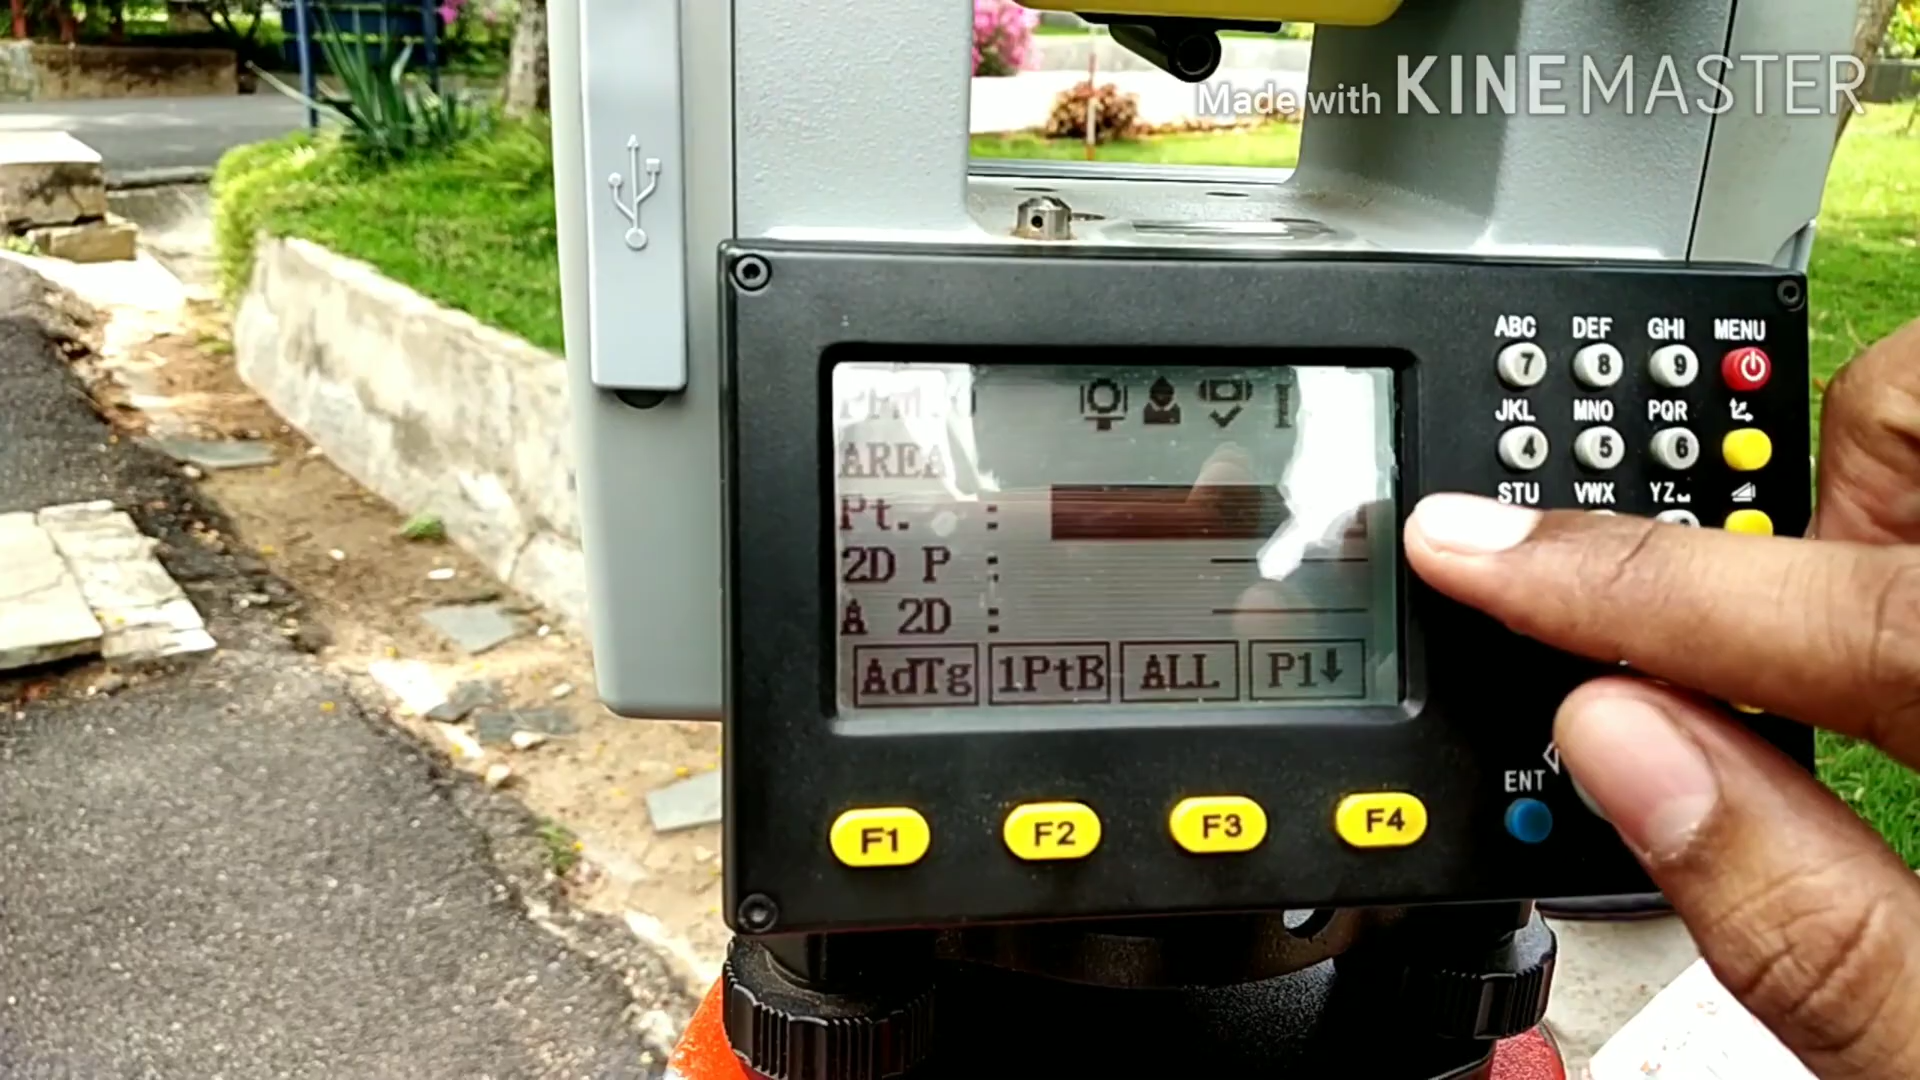 Made with KINEMASTER
ABC DEF GHI MENU
7 8 9
JKL MNO PQR
4 5 6
STU VWX YZ
AREA
Pt. :
2D P :
A 2D :
AdTg 1PtB ALL P1↓
ENT
F1 F2 F3 F4